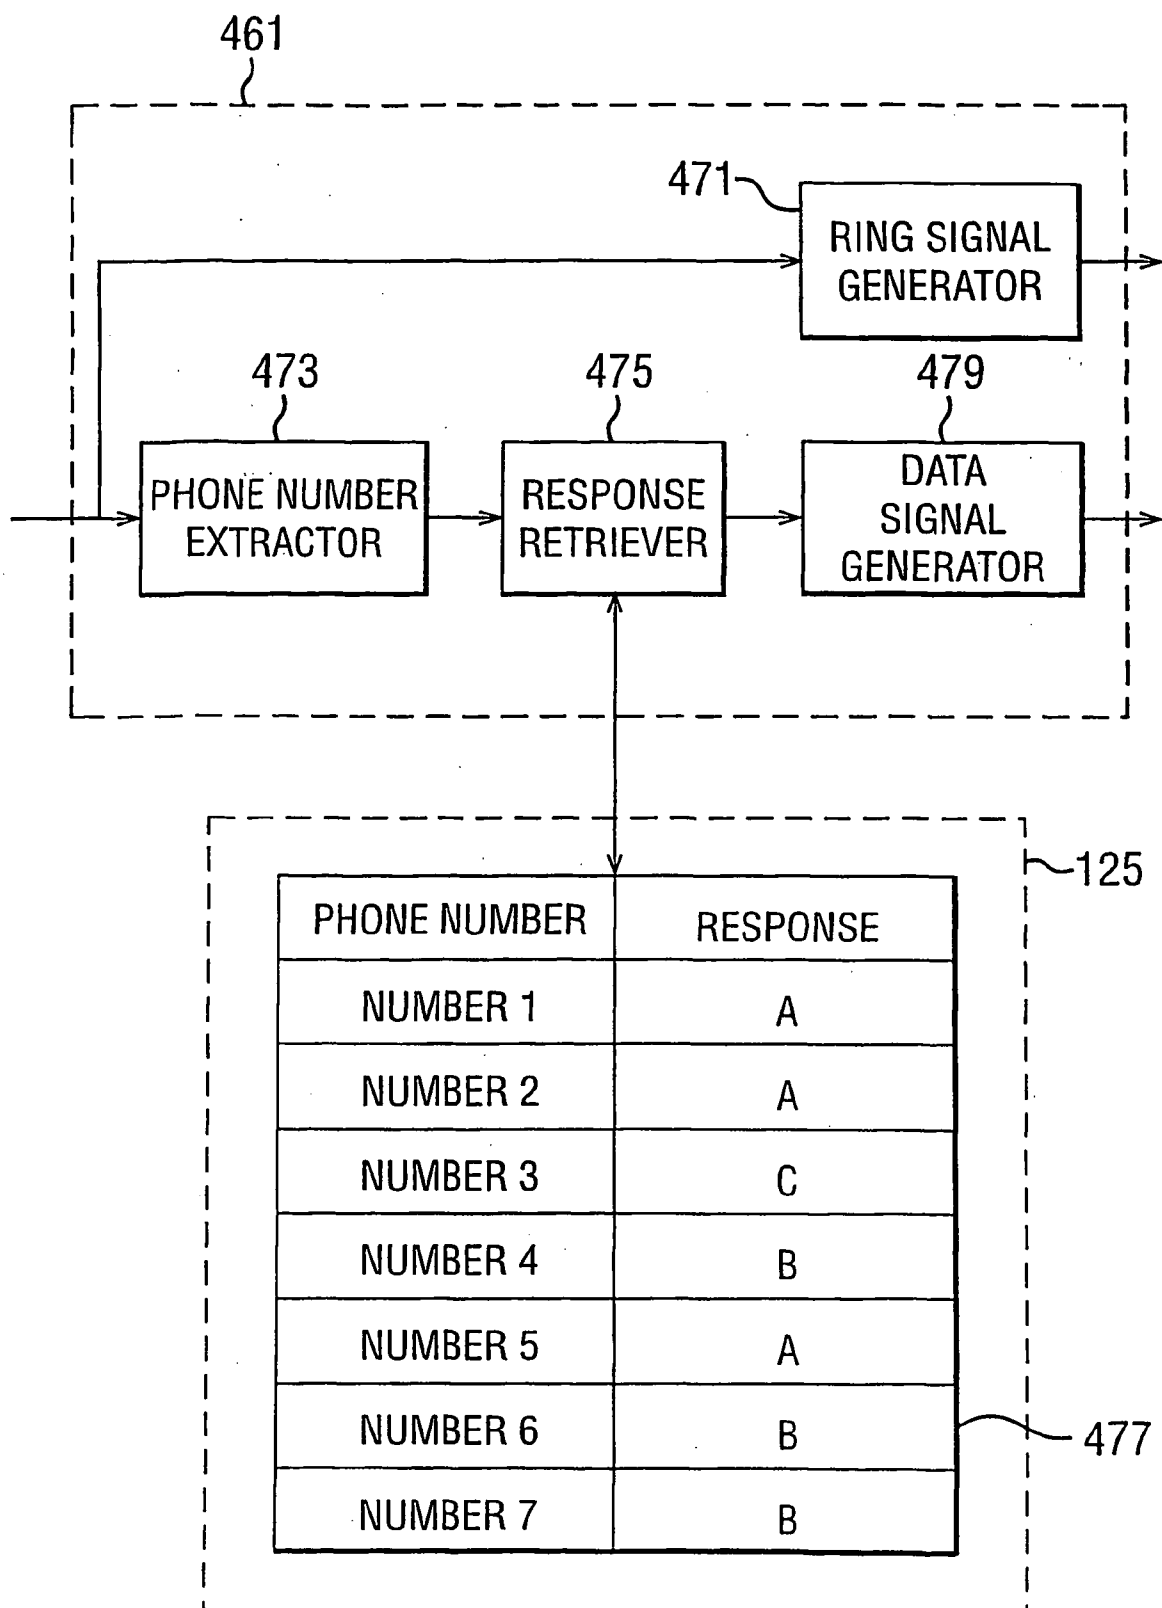 461
471
RING SIGNAL
GENERATOR
473
475
479
PHONE NUMBER
EXTRACTOR
RESPONSE
RETRIEVER
DATA
SIGNAL
GENERATOR
125
PHONE NUMBER RESPONSE
NUMBER 1 A
NUMBER 2 A
NUMBER 3 C
NUMBER 4 B
NUMBER 5 A
NUMBER 6 B
477
NUMBER 7 B